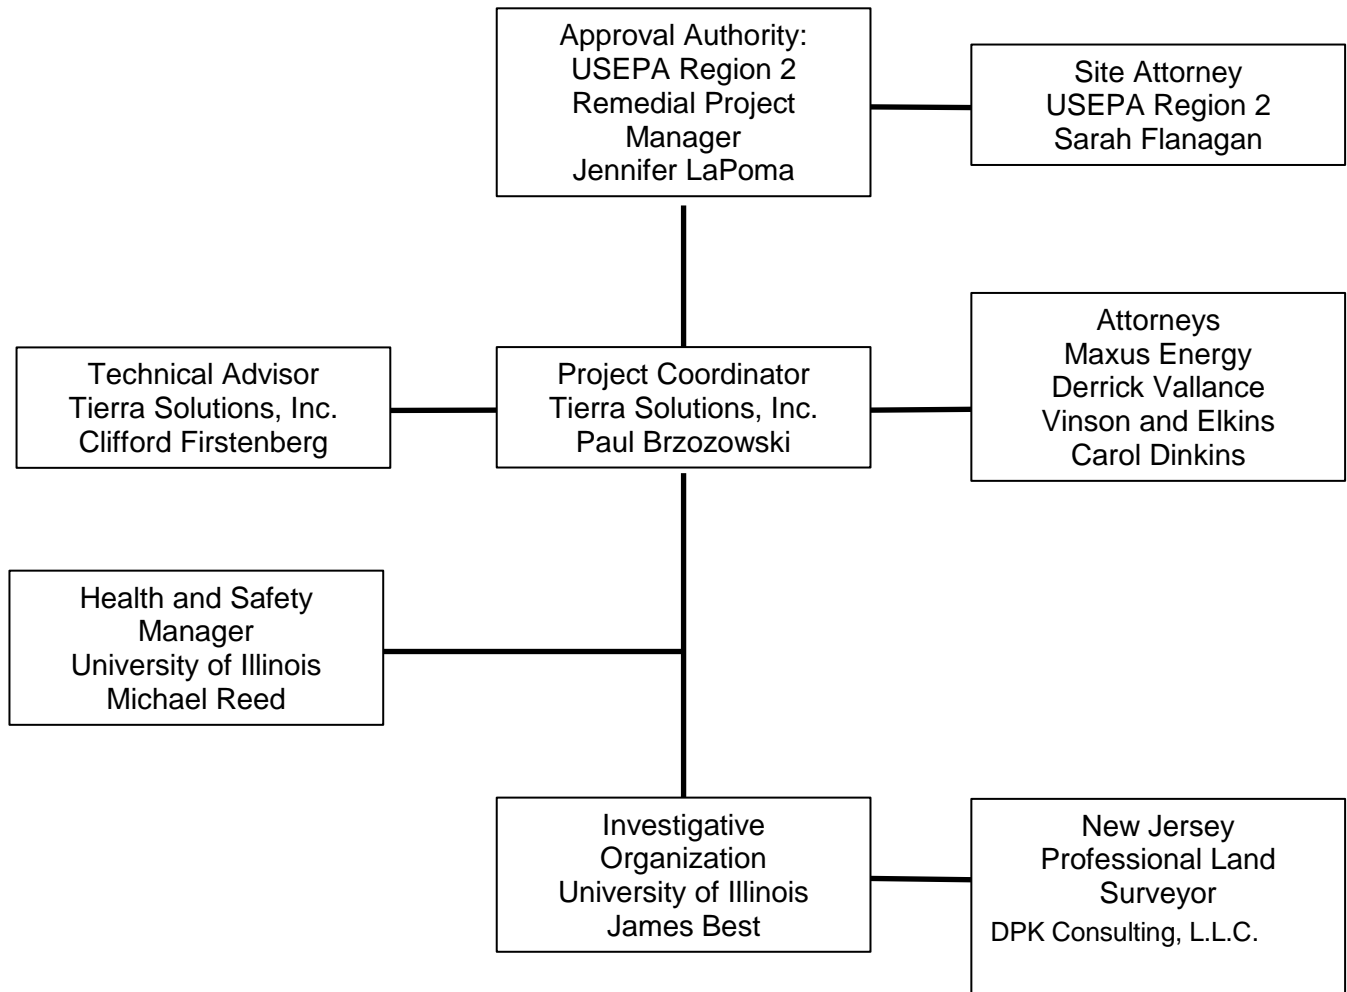 Approval Authority:
USEPA Region 2
Remedial Project
Manager
Jennifer LaPoma
Site Attorney
USEPA Region 2
Sarah Flanagan
Technical Advisor
Tierra Solutions, Inc.
Clifford Firstenberg
Project Coordinator
Tierra Solutions, Inc.
Paul Brzozowski
Attorneys
Maxus Energy
Derrick Vallance
Vinson and Elkins
Carol Dinkins
Health and Safety
Manager
University of Illinois
Michael Reed
Investigative
Organization
University of Illinois
James Best
New Jersey
Professional Land
Surveyor
DPK Consulting, L.L.C.